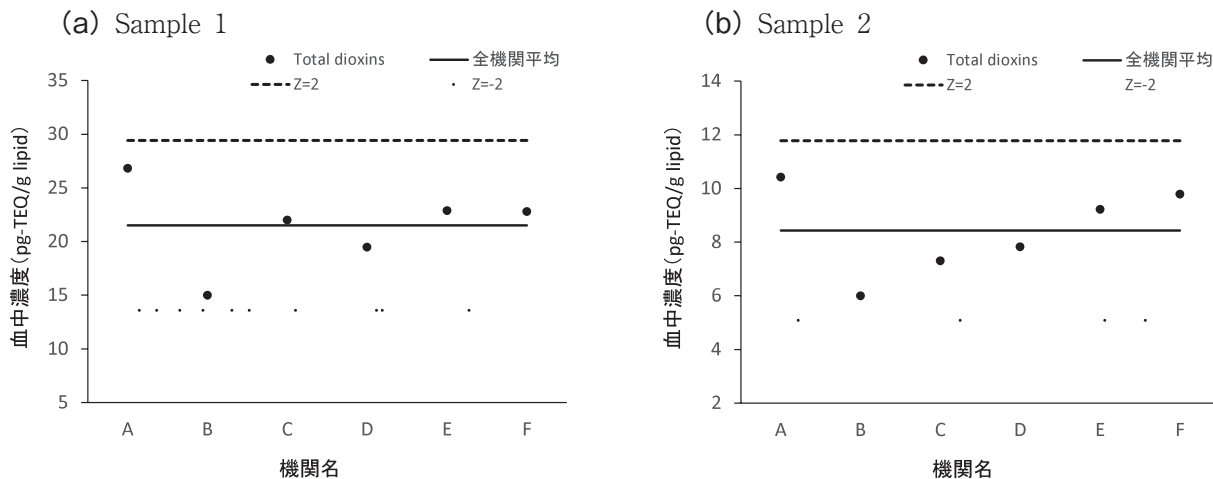 (a) Sample 1
Total dioxins 全機関平均
Z=2 Z=-2
35
30
25
20
15
10
5
血中濃度(pg-TEQ/g lipid)
A B C D E F
機関名
(b) Sample 2
Total dioxins 全機関平均
Z=2 Z=-2
14
12
10
8
6
4
2
血中濃度(pg-TEQ/g lipid)
A B C D E F
機関名